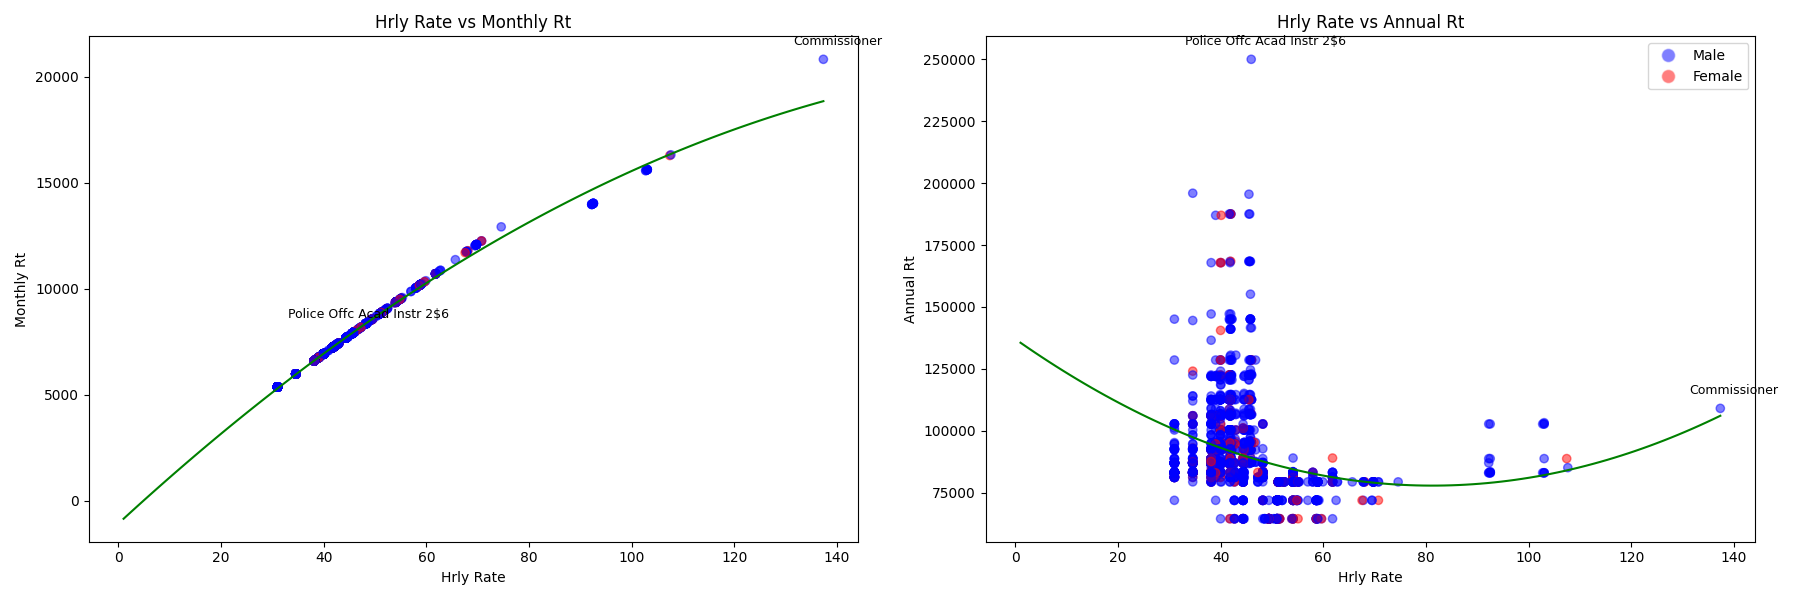 Hrly Rate vs Monthly Rt
Commissioner
20000
15000
10000
5000
0
Monthly Rt
Police Offc Acad Instr 2$6
0 20 40 60 80 100 120 140
Hrly Rate
Hrly Rate vs Annual Rt
Police Offc Acad Instr 2$6
Male
Female
250000
225000
200000
175000
150000
125000
100000
75000
Annual Rt
Commissioner
0 20 40 60 80 100 120 140
Hrly Rate